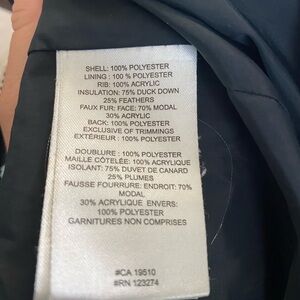 SHELL: 100% POLYESTER
LINING : 100 % POLYESTER
RIB: 100% ACRYLIC
INSULATION: 75% DUCK DOWN
25% FEATHERS
FAUX FUR: FACE: 70% MODAL
30% ACRYLIC
BACK: 100% POLYESTER
EXCLUSIVE OF TRIMMINGS
EXTÉRIEUR : 100% POLYESTER
DOUBLURE : 100% POLYESTER
MAILLE CÔTELÉE: 100% ACRYLIQUE
ISOLANT: 75% DUVET DE CANARD
25% PLUMES
FAUSSE FOURRURE: ENDROIT: 70%
MODAL
30% ACRYLIQUE ENVERS:
100% POLYESTER
GARNITURES NON COMPRISES
#CA 19510
#RN 123274